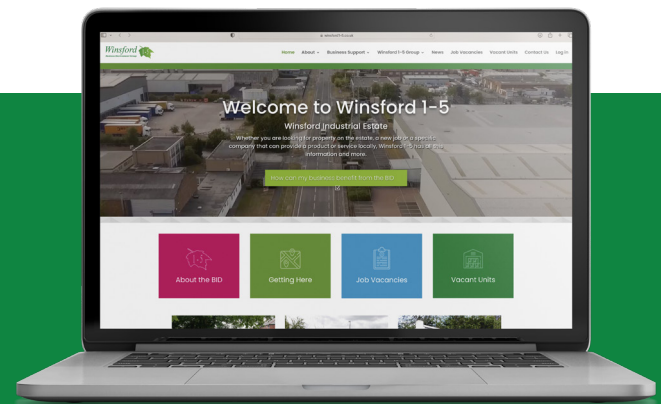 Winsford
Home About Business Support Winsford 1-5 Group News Job Vacancies Vacant Units Contact Us Log In
Welcome to Winsford 1-5
Winsford Industrial Estate
Whether you are looking for property on the estate, a new job or a specific
company that can provide a product or service locally, Winsford 1-5 has all this
information and more.
How can my business benefit from the BID
1-5
About the BID
Getting Here
Job Vacancies
Vacant Units